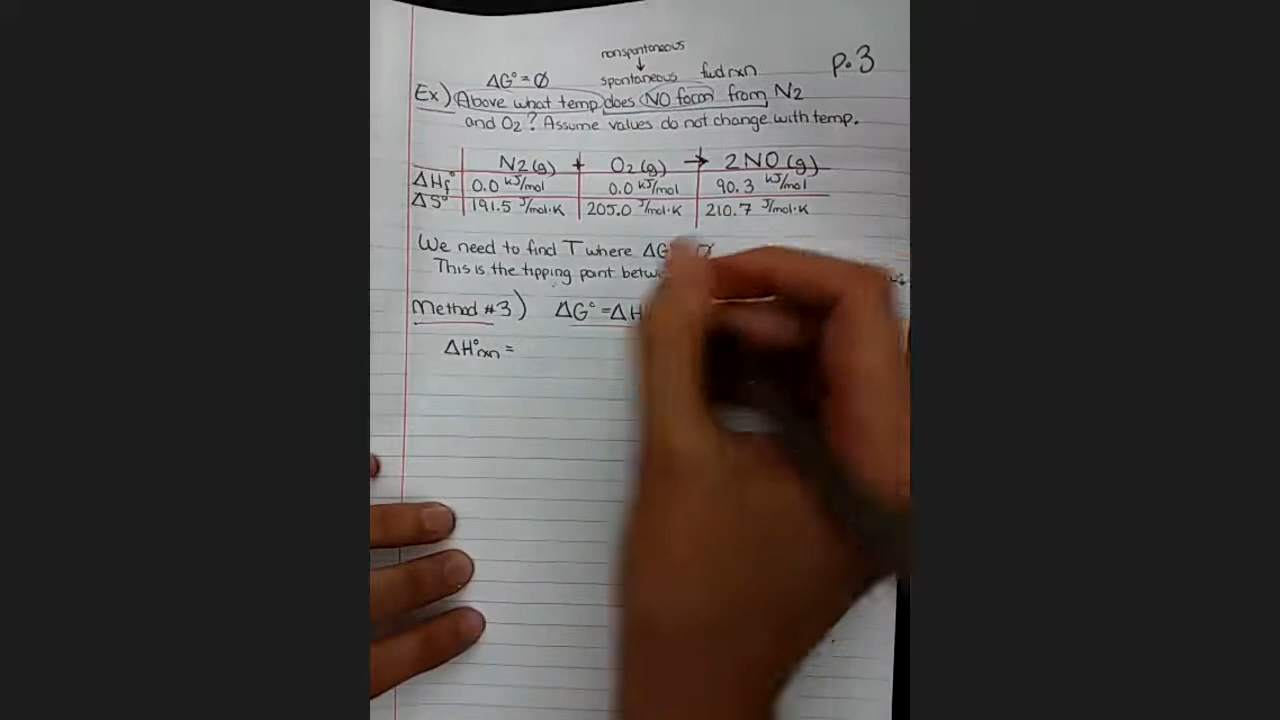 nonspontaneous
↓
ΔG° = Ø spontaneous fwd rxn p.3
Ex) Above what temp does NO form from N2
and O2? Assume values do not change with temp.
N2(g) + O2(g) → 2NO(g)
ΔHf° 0.0 kJ/mol 0.0 kJ/mol 90.3 kJ/mol
ΔS° 191.5 J/mol·K 205.0 J/mol·K 210.7 J/mol·K
We need to find T where ΔG
This is the tipping point
Method #3) ΔG° = ΔH
ΔH°rxn =